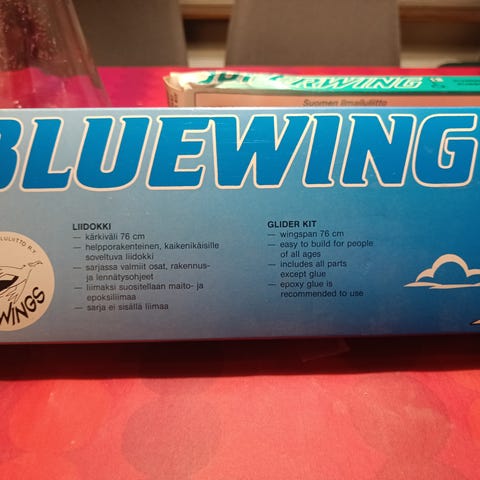 Suomen Ilmailuliitto
BLUEWING
LIIDOKKI
— kärkiväli 76 cm
— helpporakenteinen, kaikenikäisille
soveltuva liidokki
— sarjassa valmiit osat, rakennus-
ja lennätysohjeet
— liimaksi suositellaan maito- ja
epoksiliimaa
— sarja ei sisällä liimaa
GLIDER KIT
— wingspan 76 cm
— easy to build for people
of all ages
— includes all parts
except glue
— epoxy glue is
recommended to use
WINGS